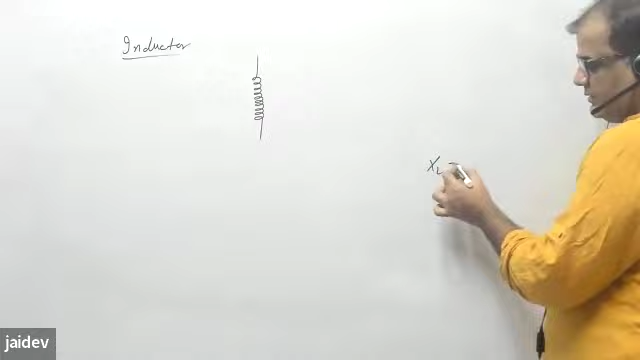 Inductor
X_L =
jaidev